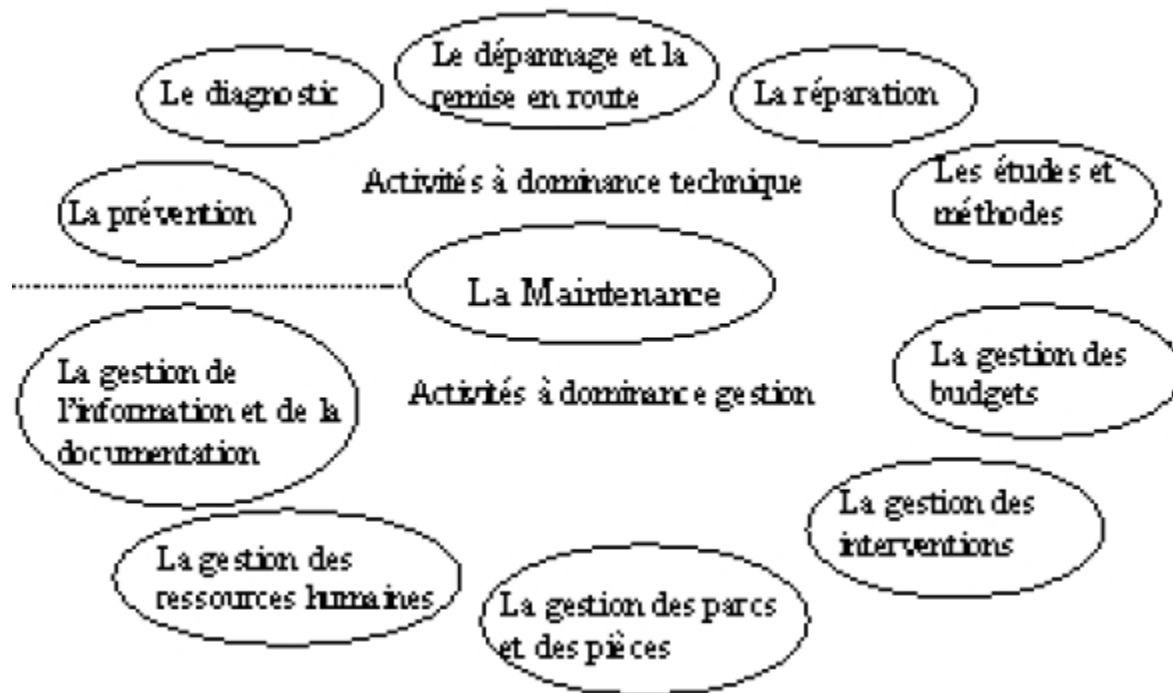 Le dépannage et la
remise en route
Le diagnostic
La réparation
Activités à dominance technique
Les études et
méthodes
La prévention
La Maintenance
La gestion de
l'information et de la
documentation
Activités à dominance gestion
La gestion des
budgets
La gestion des
interventions
La gestion des
ressources humaines
La gestion des parcs
et des pièces